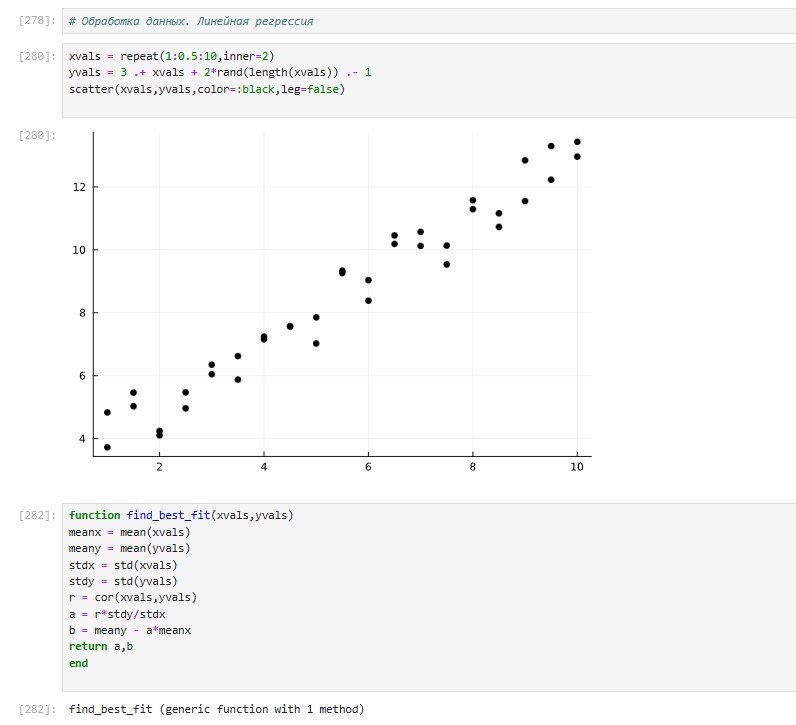 [278]: # Обработка данных. Линейная регрессия
[280]: xvals = repeat(1:0.5:10,inner=2)
yvals = 3 .+ xvals + 2*rand(length(xvals)) .- 1
scatter(xvals,yvals,color=:black,leg=false)
[280]:
12
10
8
6
4
2 4 6 8 10
[282]: function find_best_fit(xvals,yvals)
meanx = mean(xvals)
meany = mean(yvals)
stdx = std(xvals)
stdy = std(yvals)
r = cor(xvals,yvals)
a = r*stdy/stdx
b = meany - a*meanx
return a,b
end
[282]: find_best_fit (generic function with 1 method)